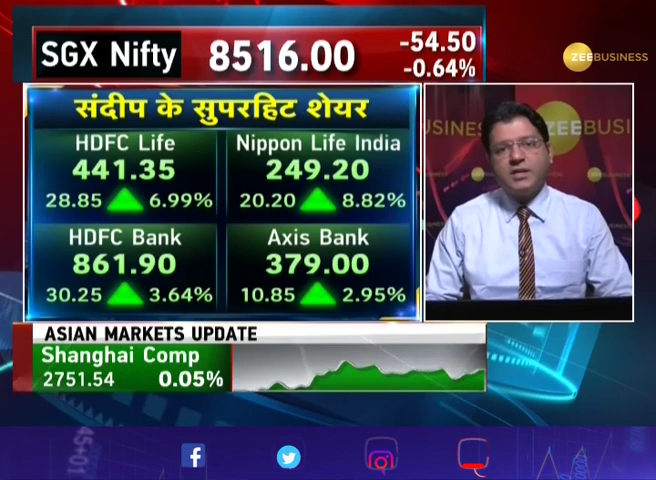 SGX Nifty 8516.00 -54.50
-0.64%
ZEEBUSINESS
संदीप के सुपरहिट शेयर
HDFC Life
441.35
28.85 6.99%
Nippon Life India
249.20
20.20 8.82%
HDFC Bank
861.90
30.25 3.64%
Axis Bank
379.00
10.85 2.95%
USINESS
ZEEBUSI
ASIAN MARKETS UPDATE
Shanghai Comp
2751.54 0.05%